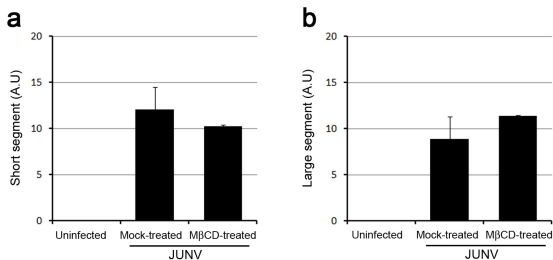 a
Short segment (A.U)
20
15
10
5
0
Uninfected Mock-treated MβCD-treated
JUNV
b
Large segment (A.U)
20
15
10
5
0
Uninfected Mock-treated MβCD-treated
JUNV